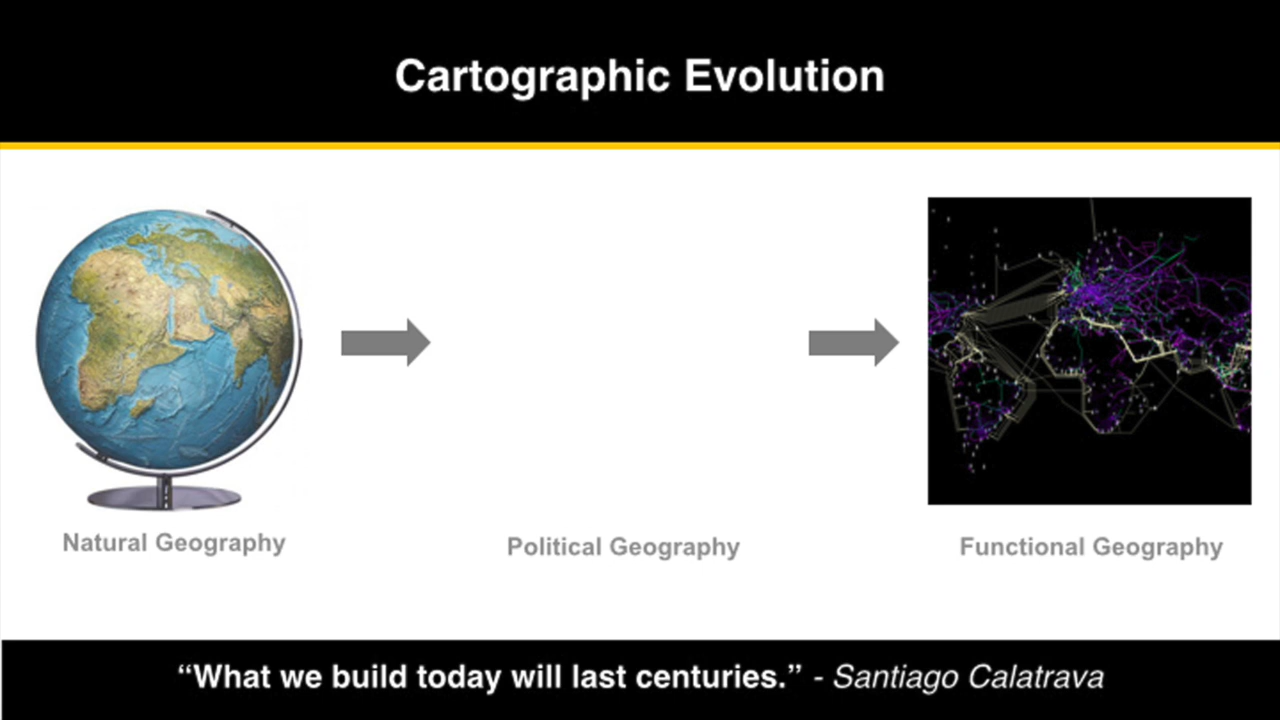 Cartographic Evolution
Natural Geography
Political Geography
Functional Geography
“What we build today will last centuries.” - Santiago Calatrava